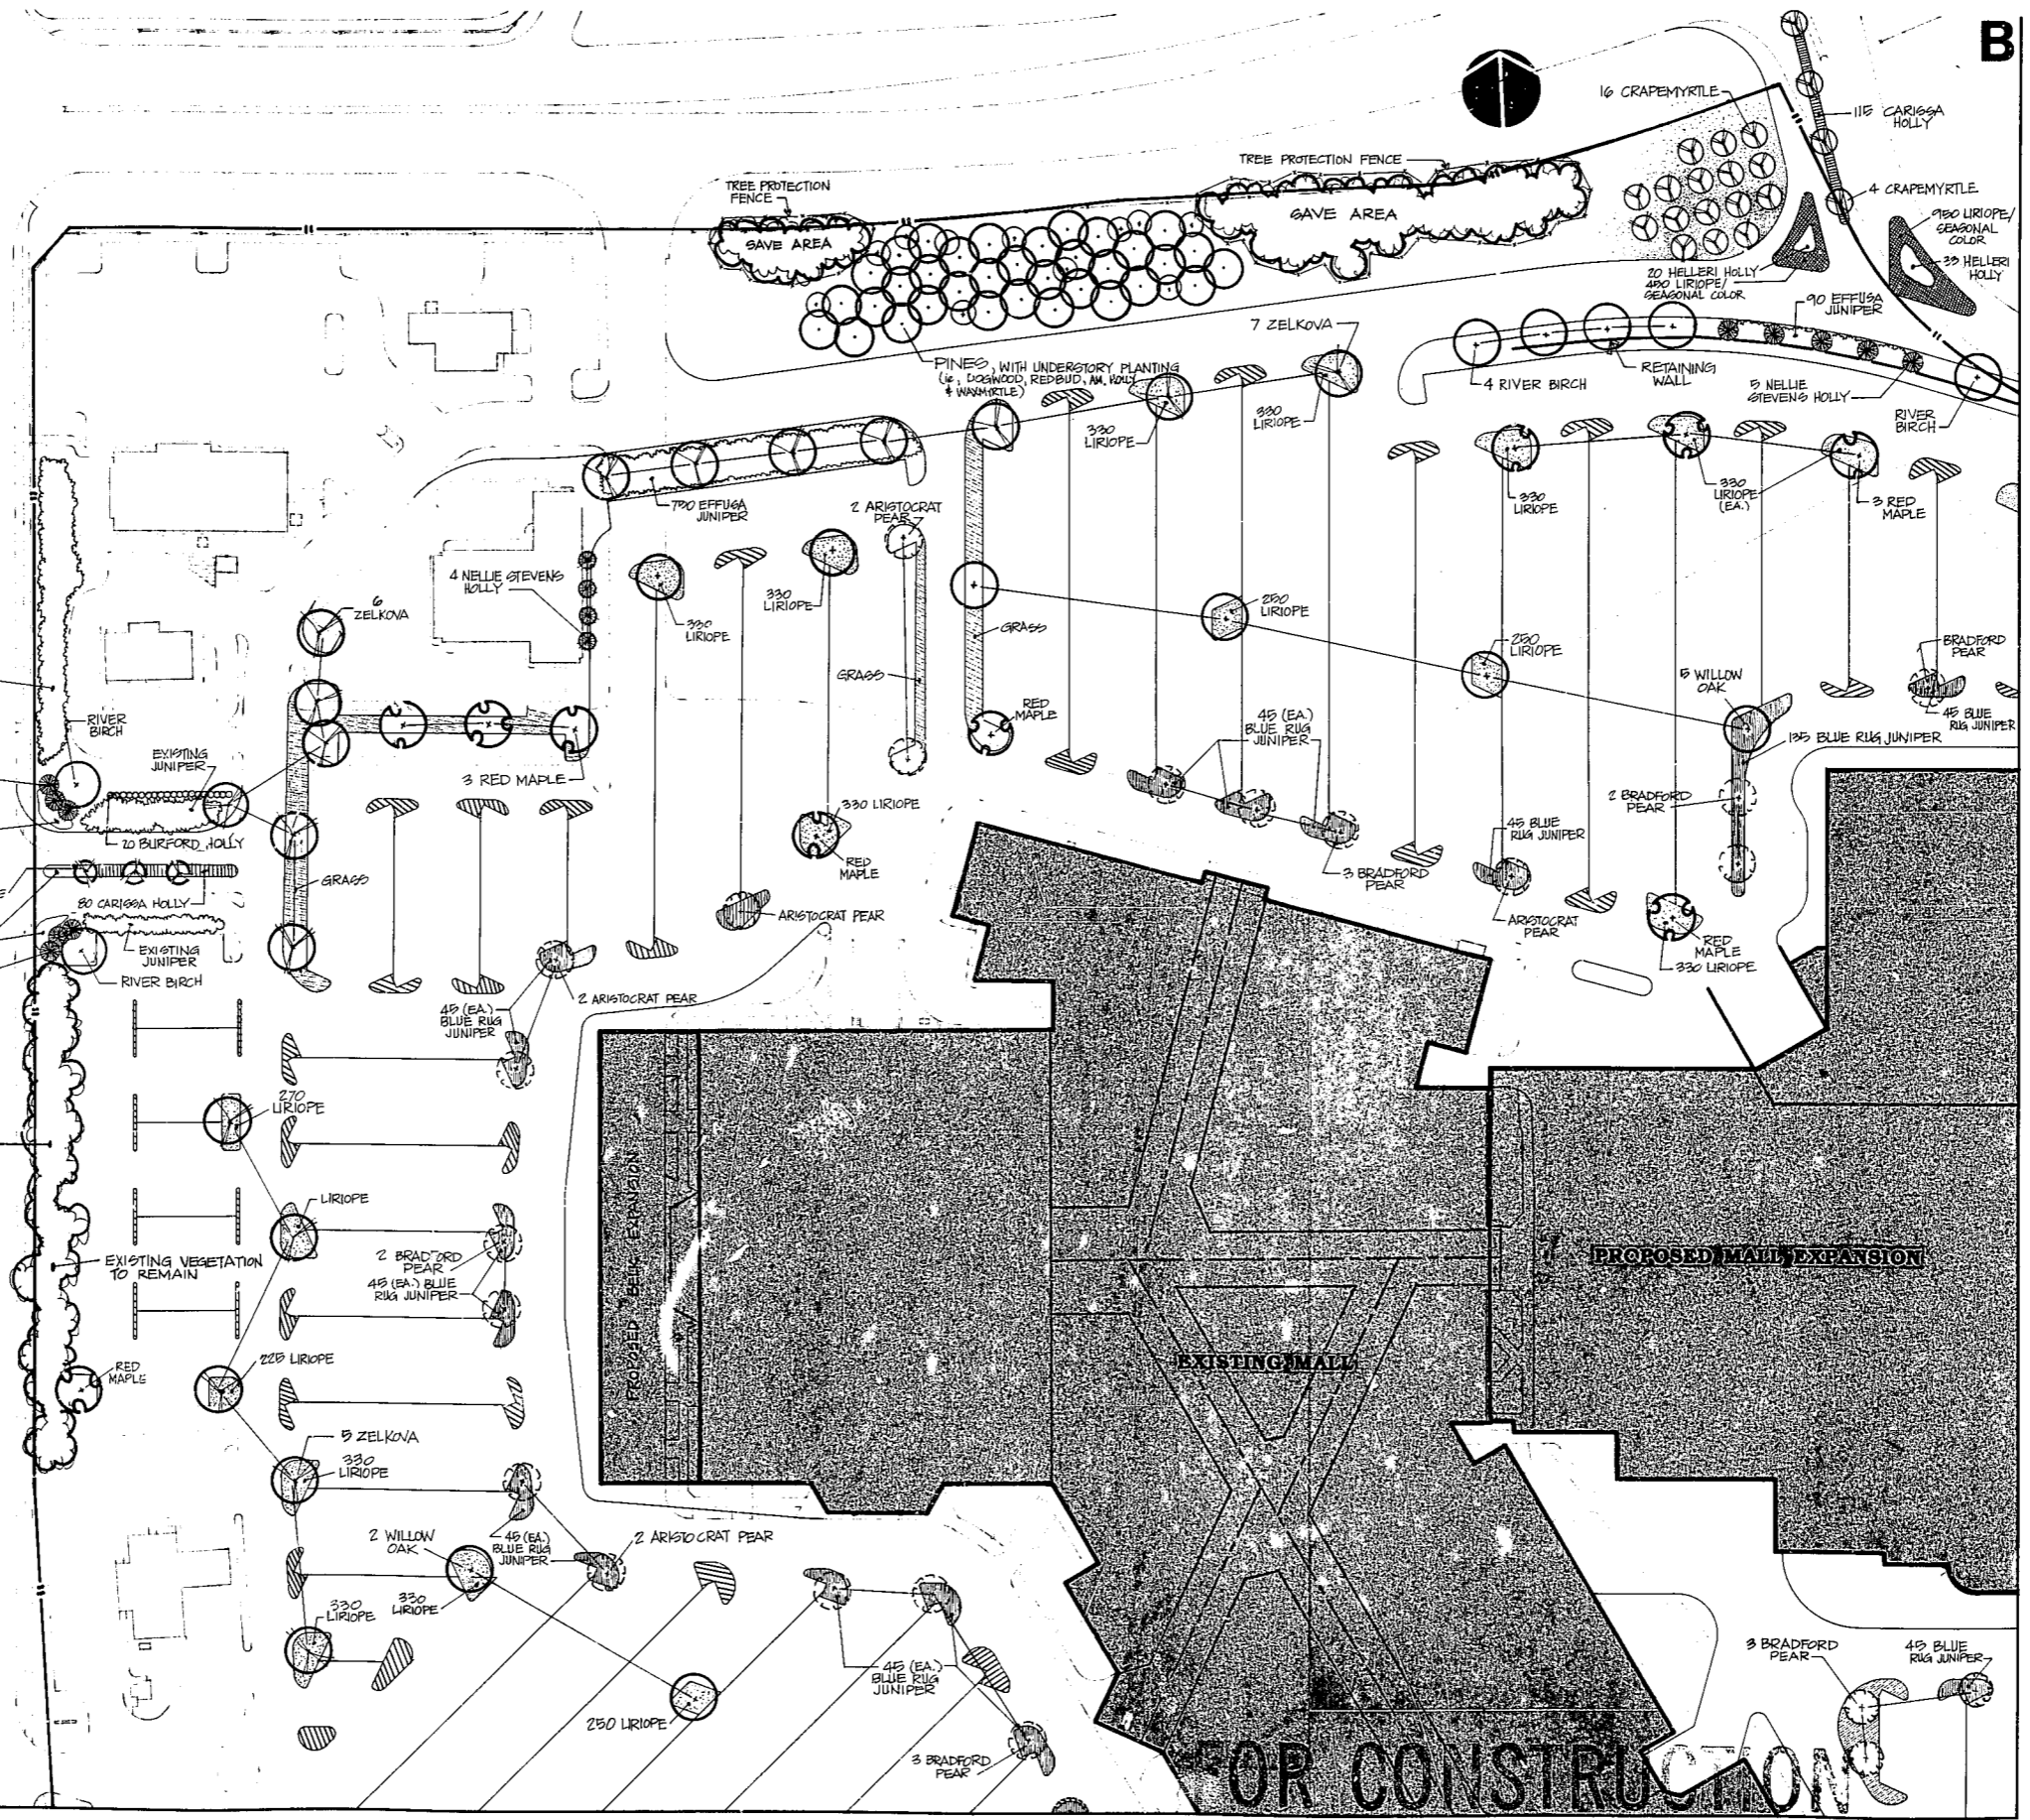 B
16 CRAPEMYRTLE
115 CARISSA
HOLLY
TREE PROTECTION FENCE
TREE PROTECTION
FENCE
4 CRAPEMYRTLE
SAVE AREA
SAVE AREA
950 LIRIOPE/
SEASONAL
COLOR
33 HELLERI
HOLLY
20 HELLERI HOLLY
450 LIRIOPE/
SEASONAL COLOR
90 EFFUSA
JUNIPER
7 ZELKOVA
PINES, WITH UNDERSTORY PLANTING
(ie, DOGWOOD, REDBUD, AM. HOLLY
& WAXMYRTLE)
4 RIVER BIRCH
RETAINING
WALL
5 NELLIE
STEVENS HOLLY
RIVER
BIRCH
330
LIRIOPE
330
LIRIOPE
330
LIRIOPE
330
LIRIOPE
(EA.)
3 RED
MAPLE
750 EFFUSA
JUNIPER
2 ARISTOCRAT
PEAR
4 NELLIE STEVENS
HOLLY
330
LIRIOPE
330
LIRIOPE
6
ZELKOVA
GRASS
250
LIRIOPE
250
LIRIOPE
BRADFORD
PEAR
GRASS
5 WILLOW
OAK
RED
MAPLE
45 BLUE
RUG JUNIPER
RIVER
BIRCH
45 (EA.)
BLUE RUG
JUNIPER
135 BLUE RUG JUNIPER
EXISTING
JUNIPER
3 RED MAPLE
330 LIRIOPE
2 BRADFORD
PEAR
45 BLUE
RUG JUNIPER
20 BURFORD HOLLY
RED
MAPLE
3 BRADFORD
PEAR
GRASS
80 CARISSA HOLLY
ARISTOCRAT PEAR
ARISTOCRAT
PEAR
RED
MAPLE
330 LIRIOPE
EXISTING
JUNIPER
RIVER BIRCH
2 ARISTOCRAT PEAR
45 (EA.)
BLUE RUG
JUNIPER
270
LIRIOPE
LIRIOPE
2 BRADFORD
PEAR
45 (EA.) BLUE
RUG JUNIPER
EXISTING VEGETATION
TO REMAIN
PROPOSED BELK EXPANSION
PROPOSED MALL EXPANSION
EXISTING MALL
225 LIRIOPE
RED
MAPLE
5 ZELKOVA
330
LIRIOPE
2 WILLOW
OAK
45 (EA.)
BLUE RUG
JUNIPER
2 ARISTOCRAT PEAR
330
LIRIOPE
330
LIRIOPE
45 (EA.)
BLUE RUG
JUNIPER
250 LIRIOPE
3 BRADFORD
PEAR
3 BRADFORD
PEAR
45 BLUE
RUG JUNIPER
FOR CONSTRUCTION